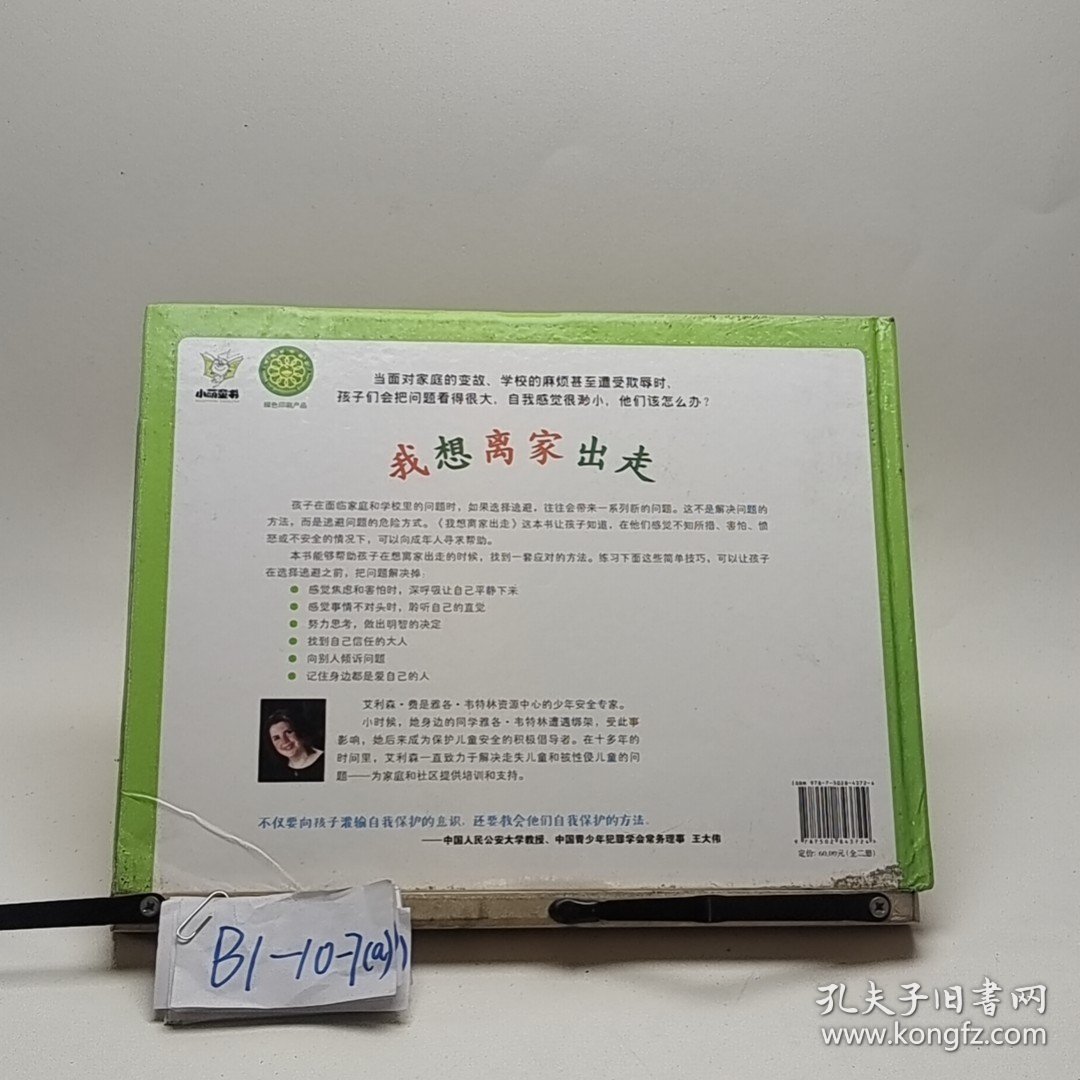 小萌童书
绿色印刷产品
当面对家庭的变故、学校的麻烦甚至遭受欺辱时，
孩子们会把问题看得很大，自我感觉很渺小，他们该怎么办？
我想离家出走
孩子在面临家庭和学校里的问题时，如果选择逃避，往往会带来一系列新的问题。这不是解决问题的
方法，而是逃避问题的危险方式。《我想离家出走》这本书让孩子知道，在他们感觉不知所措、害怕、愤
怒或不安全的情况下，可以向成年人寻求帮助。
本书能够帮助孩子在想离家出走的时候，找到一套应对的方法。练习下面这些简单技巧，可以让孩子
在选择逃避之前，把问题解决掉：
● 感觉焦虑和害怕时，深呼吸让自己平静下来
● 感觉事情不对头时，聆听自己的直觉
● 努力思考，做出明智的决定
● 找到自己信任的大人
● 向别人倾诉问题
● 记住身边都是爱自己的人
艾利森·费是雅各·韦特林资源中心的少年安全专家。
小时候，她身边的同学雅各·韦特林遭遇绑架，受此事
影响，她后来成为保护儿童安全的积极倡导者。在十多年的
时间里，艾利森一直致力于解决走失儿童和被性侵儿童的问
题——为家庭和社区提供培训和支持。
不仅要向孩子灌输自我保护的意识，还要教会他们自我保护的方法。
——中国人民公安大学教授、中国青少年犯罪学会常务理事 王大伟
ISBN 978-7-5028-4372-4
9 787502 843724 >
定价：60.00元（全二册）
B1-10-7(a)1)
孔夫子旧書网
www.kongfz.com